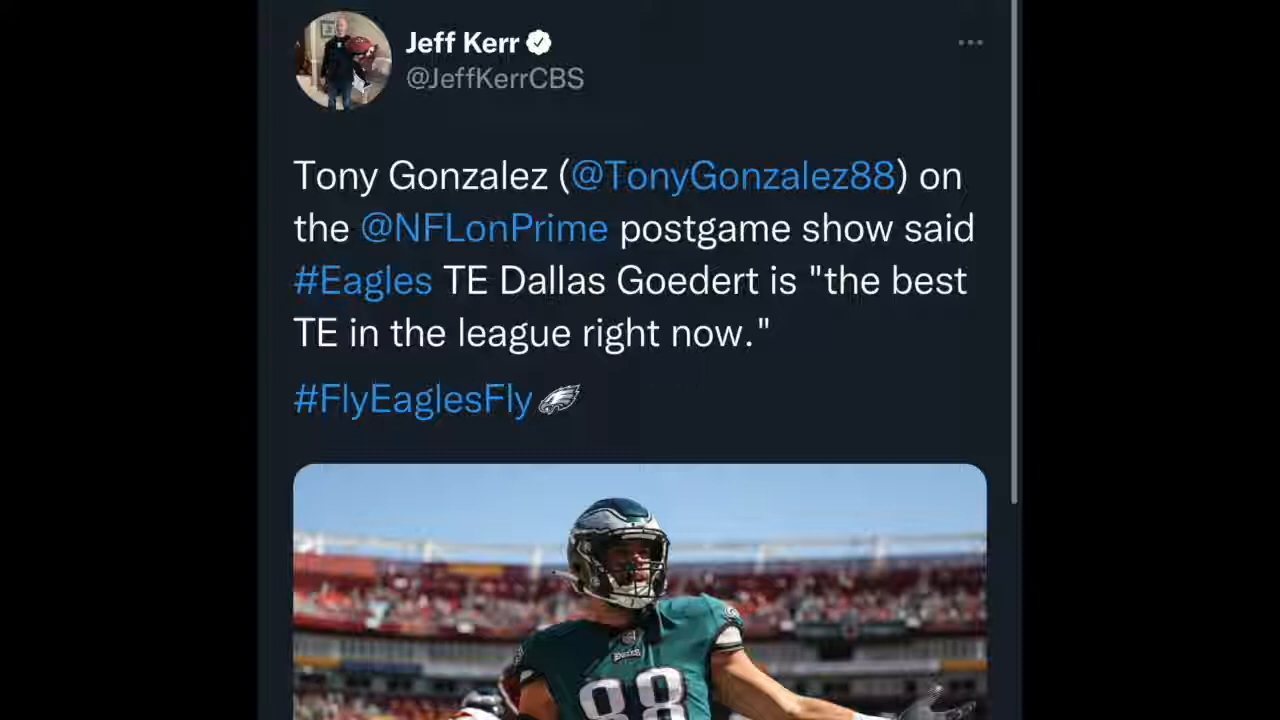 Jeff Kerr
@JeffKerrCBS
Tony Gonzalez (@TonyGonzalez88) on
the @NFLonPrime postgame show said
#Eagles TE Dallas Goedert is "the best
TE in the league right now."
#FlyEaglesFly
EAGLES
88